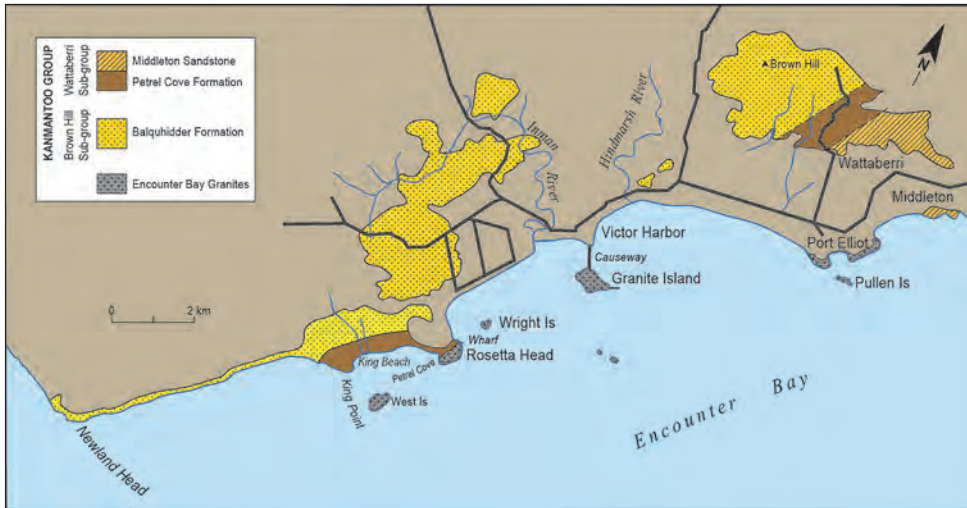 KANMANTOO GROUP
Wattaberri
Sub-group
Middleton Sandstone
Petrel Cove Formation
Brown Hill
Sub-group
Balquhidder Formation
Encounter Bay Granites
N
Brown Hill
Hindmarsh River
Inman
River
Wattaberri
Middleton
Victor Harbor
Port Elliot
Causeway
Granite Island
Pullen Is
0 2 km
Wright Is
Wharf
Rosetta Head
King Beach
Petrel Cove
King Point
West Is
Encounter Bay
Newland Head